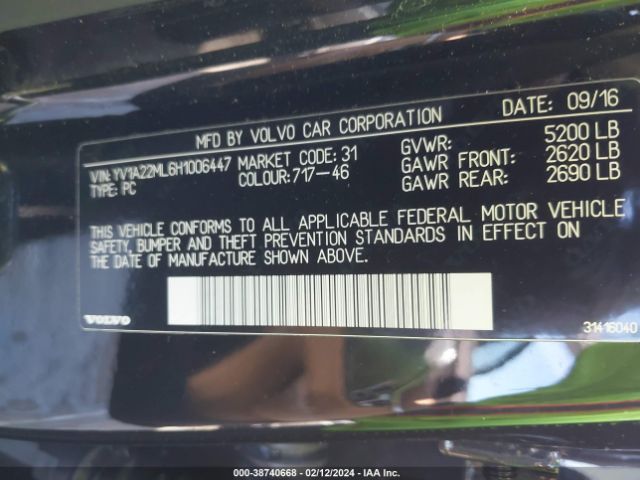 MFD BY VOLVO CAR CORPORATION DATE: 09/16
VIN: YV1A22ML6H1006447 MARKET CODE: 31 GVWR: 5200 LB
TYPE: PC COLOUR: 717-46 GAWR FRONT: 2620 LB
GAWR REAR: 2690 LB
THIS VEHICLE CONFORMS TO ALL APPLICABLE FEDERAL MOTOR VEHICLE
SAFETY, BUMPER AND THEFT PREVENTION STANDARDS IN EFFECT ON
THE DATE OF MANUFACTURE SHOWN ABOVE.
VOLVO 31416040
000-38740668 - 02/12/2024 - IAA Inc.